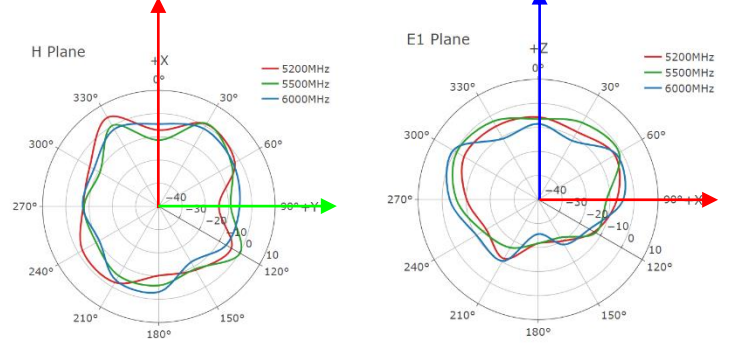 H Plane
+X
0°
5200MHz
5500MHz
6000MHz
330°
30°
300°
60°
270°
90°+Y
−40
−30
−20
−10
0
10
240°
120°
210°
150°
180°
E1 Plane
+Z
0°
5200MHz
5500MHz
6000MHz
330°
30°
300°
60°
270°
90°+X
−40
−30
−20
−10
0
10
240°
120°
210°
150°
180°